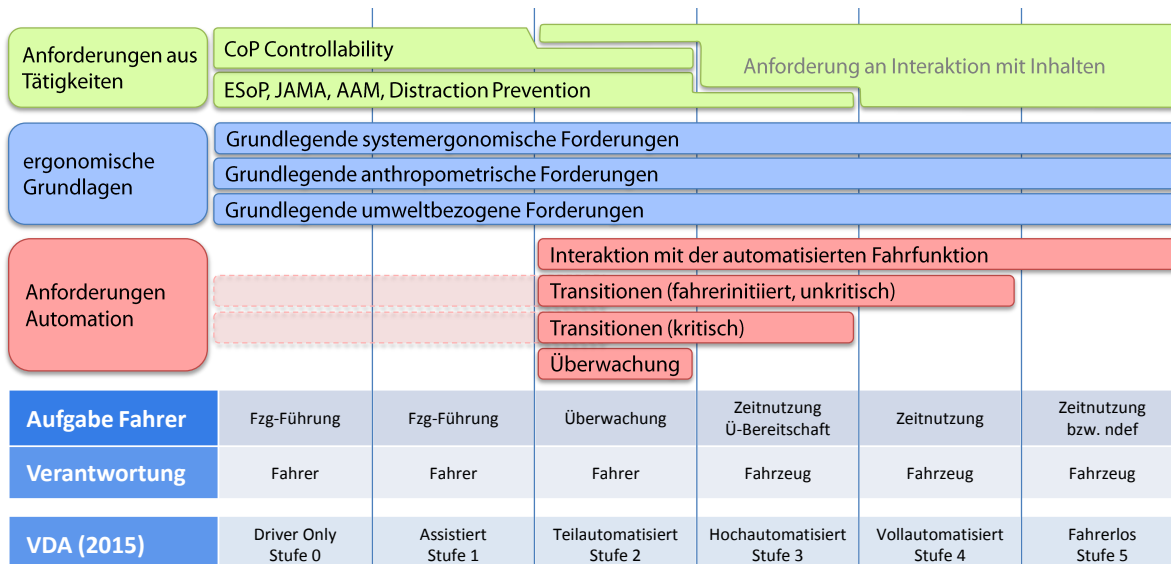 Anforderungen aus
Tätigkeiten
CoP Controllability
ESoP, JAMA, AAM, Distraction Prevention
Anforderung an Interaktion mit Inhalten
ergonomische
Grundlagen
Grundlegende systemergonomische Forderungen
Grundlegende anthropometrische Forderungen
Grundlegende umweltbezogene Forderungen
Anforderungen
Automation
Interaktion mit der automatisierten Fahrfunktion
Transitionen (fahrerinitiiert, unkritisch)
Transitionen (kritisch)
Überwachung
Aufgabe Fahrer
Fzg-Führung
Fzg-Führung
Überwachung
Zeitnutzung
Ü-Bereitschaft
Zeitnutzung
Zeitnutzung
bzw. ndef
Verantwortung
Fahrer
Fahrer
Fahrer
Fahrzeug
Fahrzeug
Fahrzeug
VDA (2015)
Driver Only
Stufe 0
Assistiert
Stufe 1
Teilautomatisiert
Stufe 2
Hochautomatisiert
Stufe 3
Vollautomatisiert
Stufe 4
Fahrerlos
Stufe 5